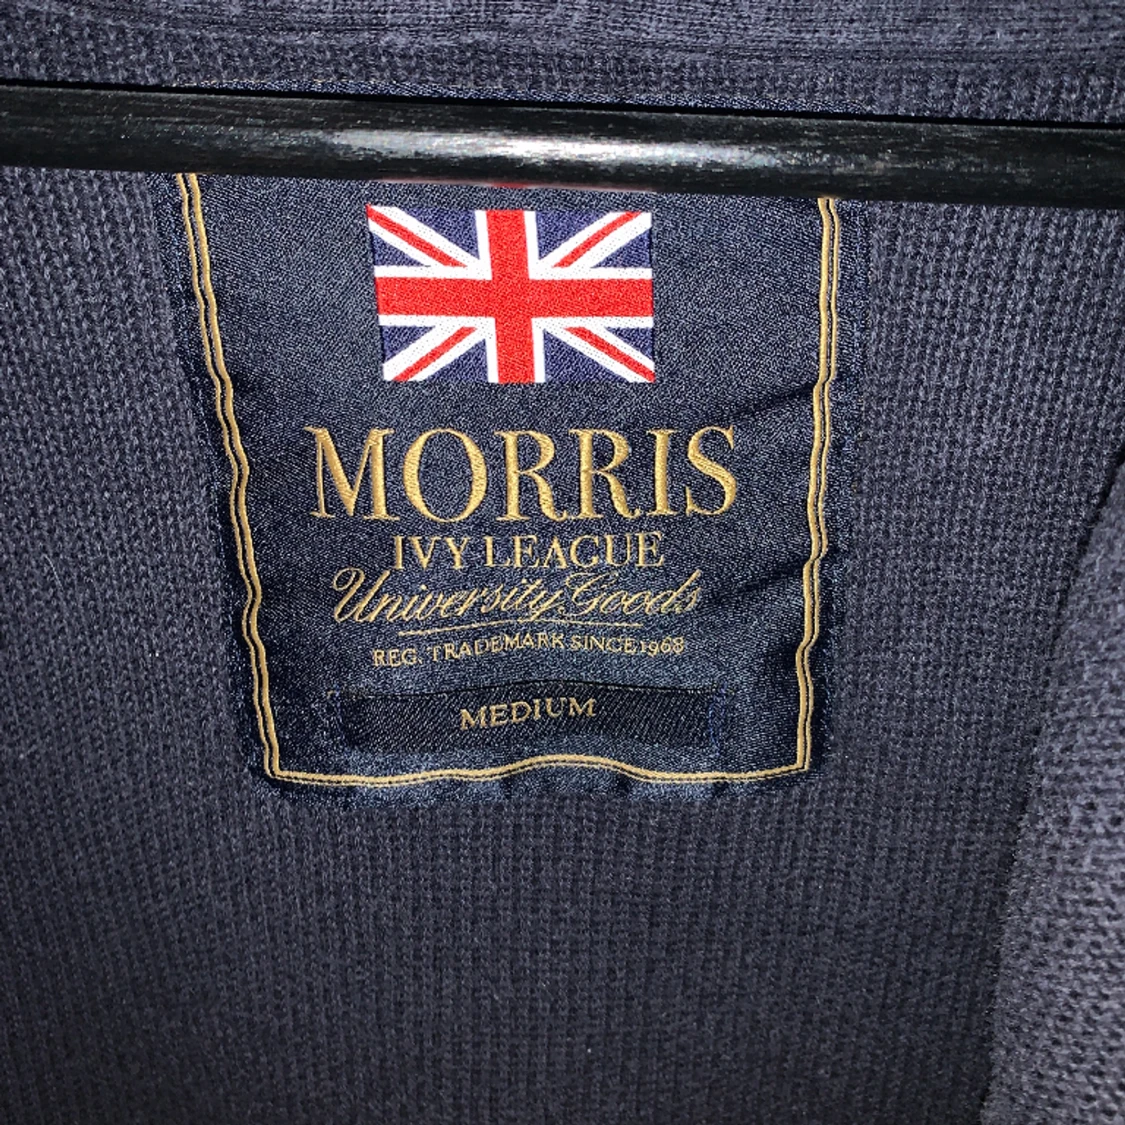 MORRIS
IVY LEAGUE
University Goods
REG. TRADEMARK SINCE 1968
MEDIUM